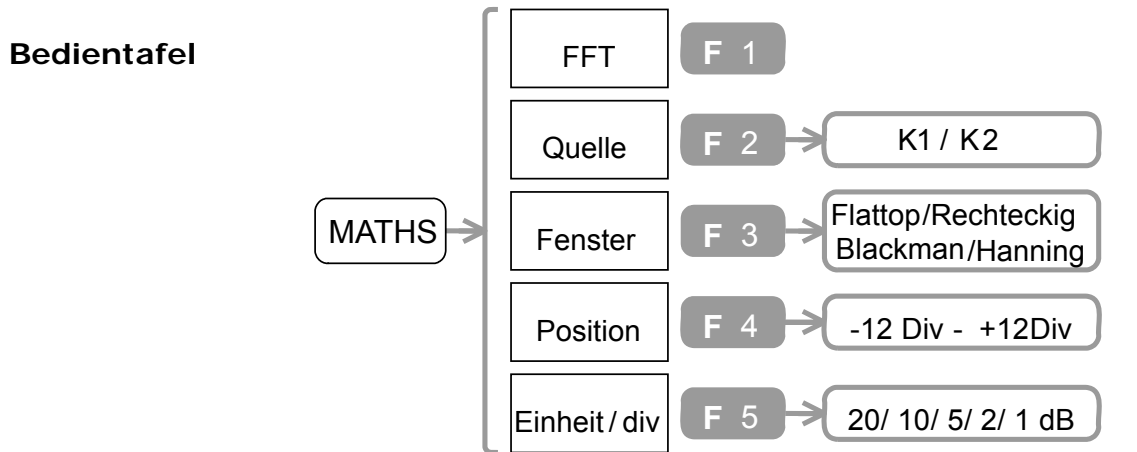 FFT F 1
Bedientafel
Quelle F 2 K1 / K2
MATHS Fenster F 3 Flattop/Rechteckig
Blackman/Hanning
Position F 4 -12 Div - +12Div
Einheit / div F 5 20/ 10/ 5/ 2/ 1 dB